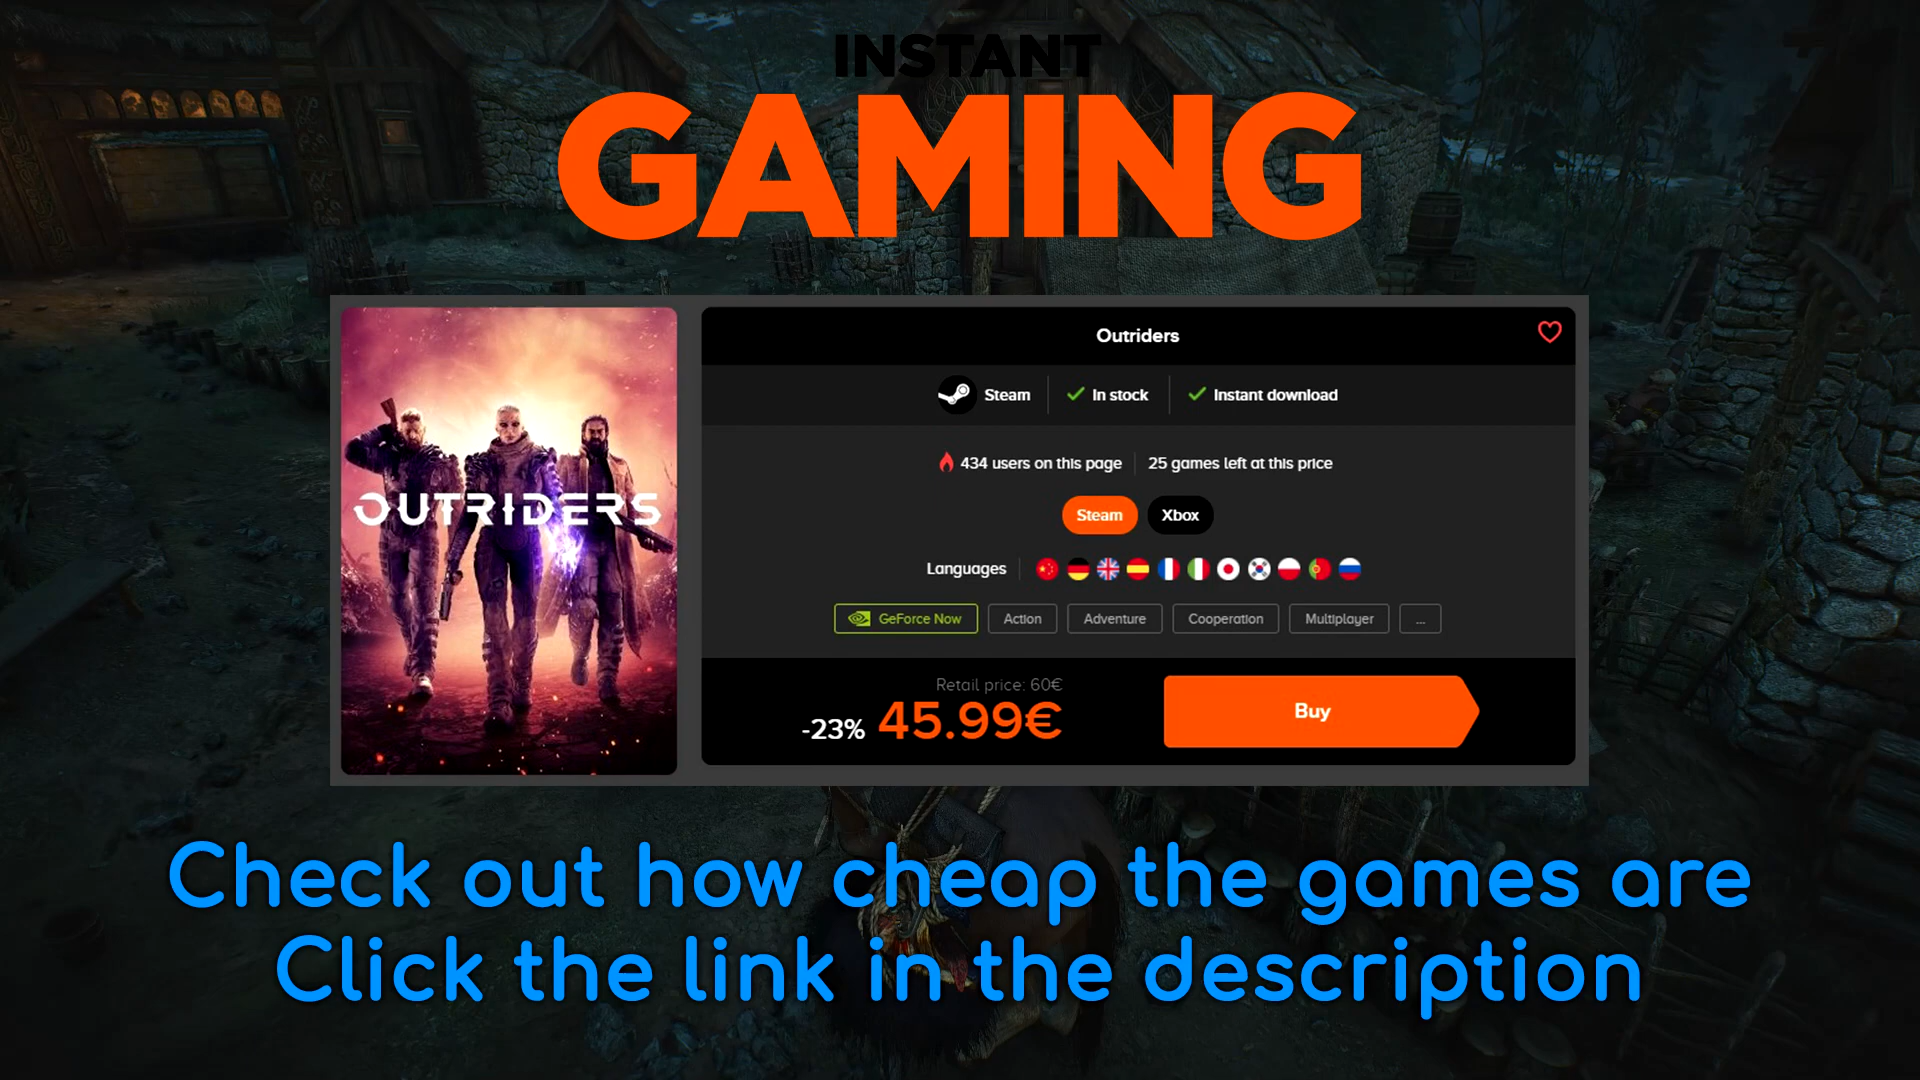 INSTANT
GAMING
OUTRIDERS
Outriders
Steam In stock Instant download
434 users on this page 25 games left at this price
Steam Xbox
Languages
GeForce Now Action Adventure Cooperation Multiplayer ...
Retail price: 60€
-23% 45.99€
Buy
Check out how cheap the games are
Click the link in the description